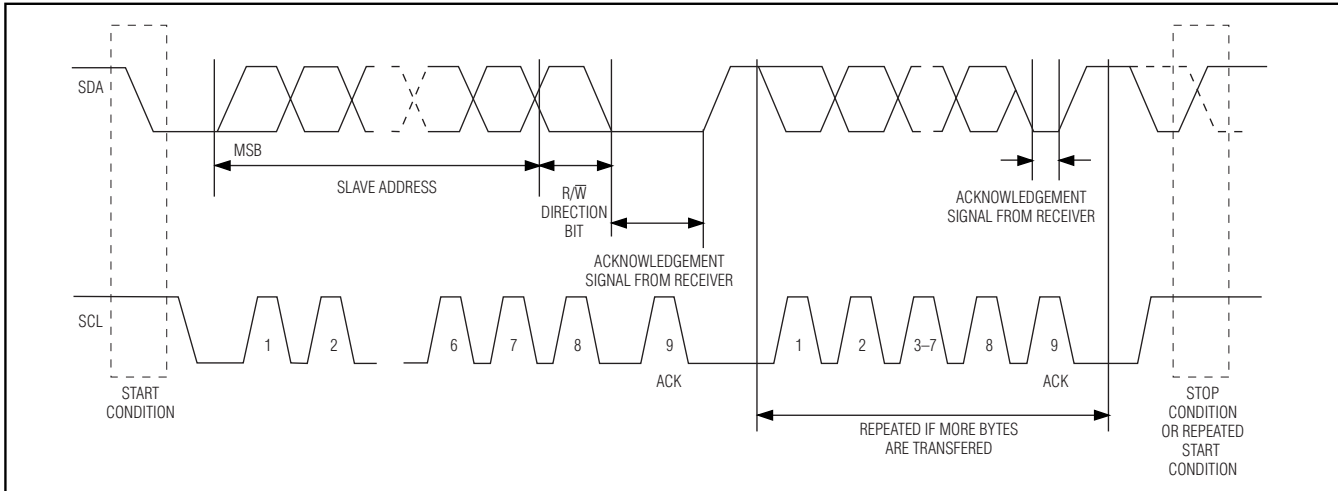 SDA
MSB
SLAVE ADDRESS
R/W̅
DIRECTION
BIT
ACKNOWLEDGEMENT
SIGNAL FROM RECEIVER
ACKNOWLEDGEMENT
SIGNAL FROM RECEIVER
SCL
1 2 6 7 8 9 1 2 3–7 8 9
ACK ACK
START
CONDITION
REPEATED IF MORE BYTES
ARE TRANSFERED
STOP
CONDITION
OR REPEATED
START
CONDITION